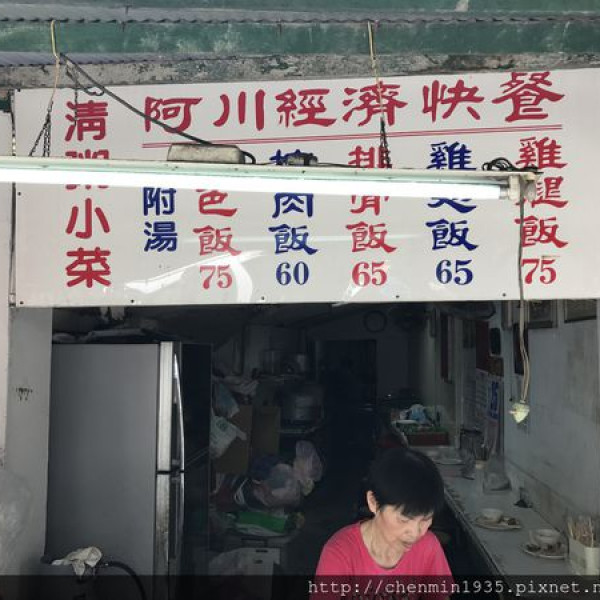 阿川經濟快餐
清粥小菜
附湯
色飯
75
肉飯
60
排骨飯
65
雞飯
65
雞腿飯
75
http://chenmin1935.pixnet.n